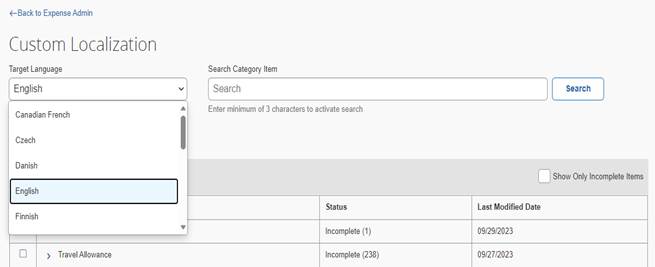 ←Back to Expense Admin
Custom Localization
Target Language
Search Category Item
English
Search
Search
Enter minimum of 3 characters to activate search
Canadian French
Czech
Danish
English
Finnish
Show Only Incomplete Items
Status
Last Modified Date
Incomplete (1)
09/29/2023
Travel Allowance
Incomplete (238)
09/27/2023